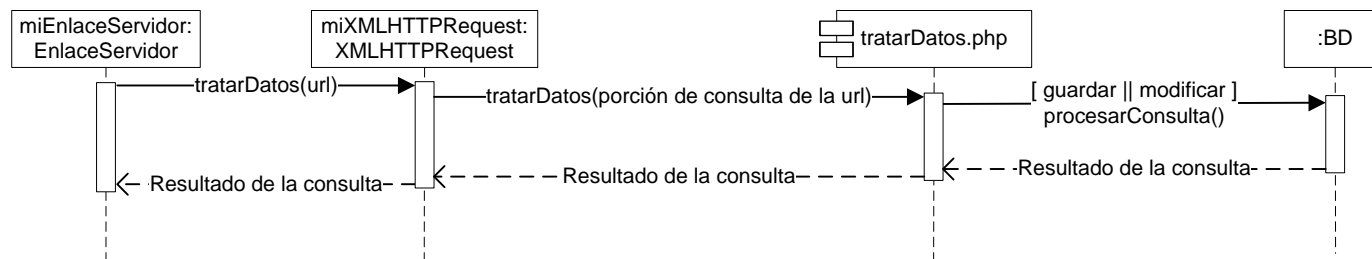 miEnlaceServidor:
EnlaceServidor
miXMLHTTPRequest:
XMLHTTPRequest
tratarDatos.php
:BD
tratarDatos(url)
tratarDatos(porción de consulta de la url)
[ guardar || modificar ]
procesarConsulta()
Resultado de la consulta
Resultado de la consulta
Resultado de la consulta